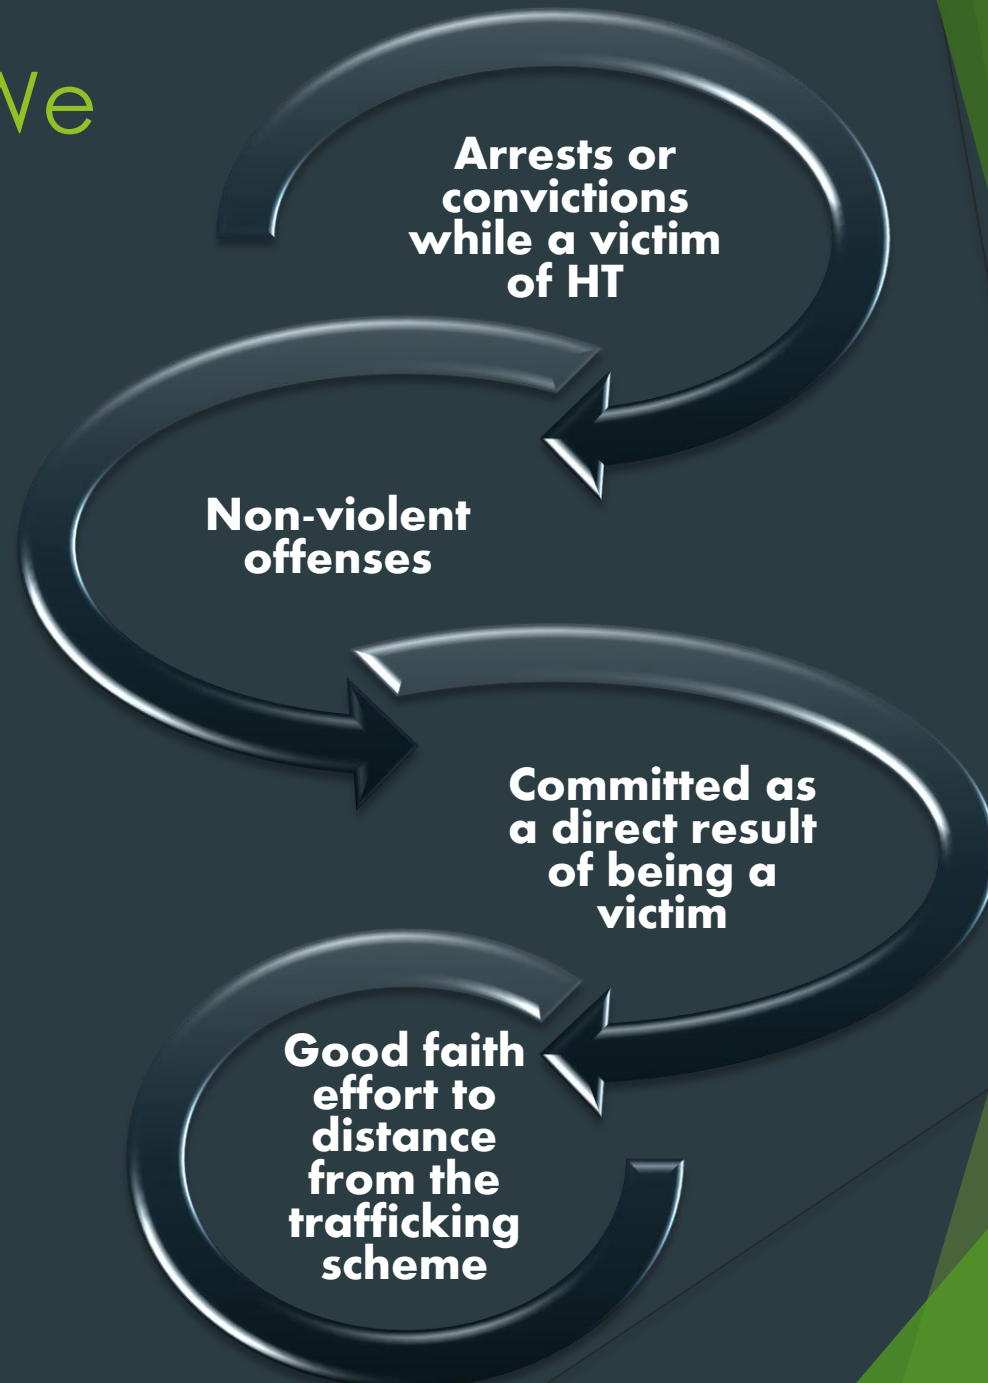 We
Arrests or
convictions
while a victim
of HT
Non-violent
offenses
Committed as
a direct result
of being a
victim
Good faith
effort to
distance
from the
trafficking
scheme